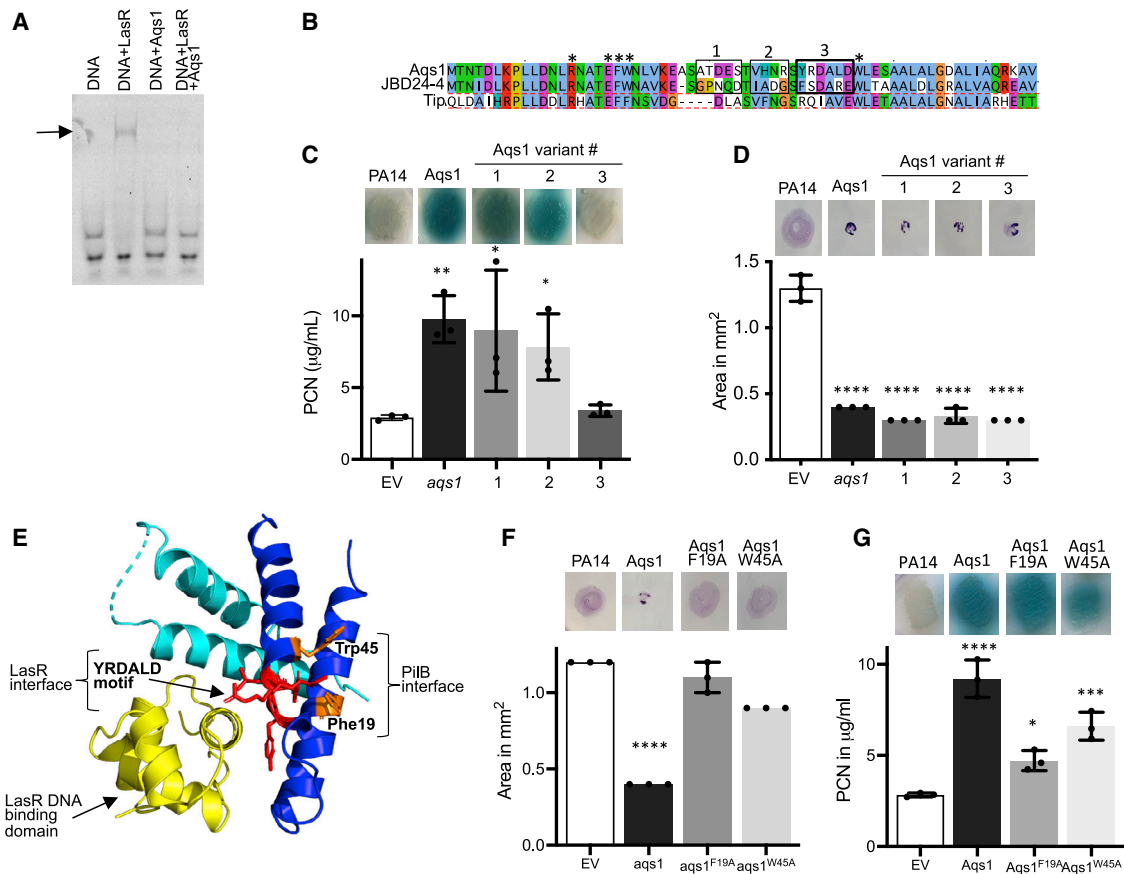 A
DNA
DNA+LasR
DNA+Aqs1
DNA+LasR
+Aqs1
B
1 2 3
* *** *
Aqs1 MTNTDLKPLLDNLRNATEFWNLVKEASATDESTVHNRSYRDALDWLESAALALGDALIAQRKAV
JBD24-4 MTNIDLKPLLDNLRNATEFWNAVKE-SGPNQDTIADGSFSDAREWLTAAALDLGRALVAQREAV
Tip QLDAIHRPLLDDLRHATEFFNSVDG----DLASVFNGSRQIAVEWLETAALALGNALIARHETT
C
Aqs1 variant #
PA14 Aqs1 1 2 3
PCN (μg/mL)
10
5
0
** * *
EV aqs1 1 2 3
D
Aqs1 variant #
PA14 Aqs1 1 2 3
Area in mm2
1.5
1.0
0.5
0.0
**** **** **** ****
EV aqs1 1 2 3
E
Trp45
LasR
interface
YRDALD
motif
PilB
interface
Phe19
LasR DNA
binding
domain
F
PA14 Aqs1 Aqs1
F19A
Aqs1
W45A
Area in mm2
1.0
0.5
0.0
****
EV aqs1 aqs1F19A aqs1W45A
G
PA14 Aqs1 Aqs1
F19A
Aqs1
W45A
PCN in μg/ml
10
5
0
**** * ***
EV Aqs1 Aqs1F19A Aqs1W45A